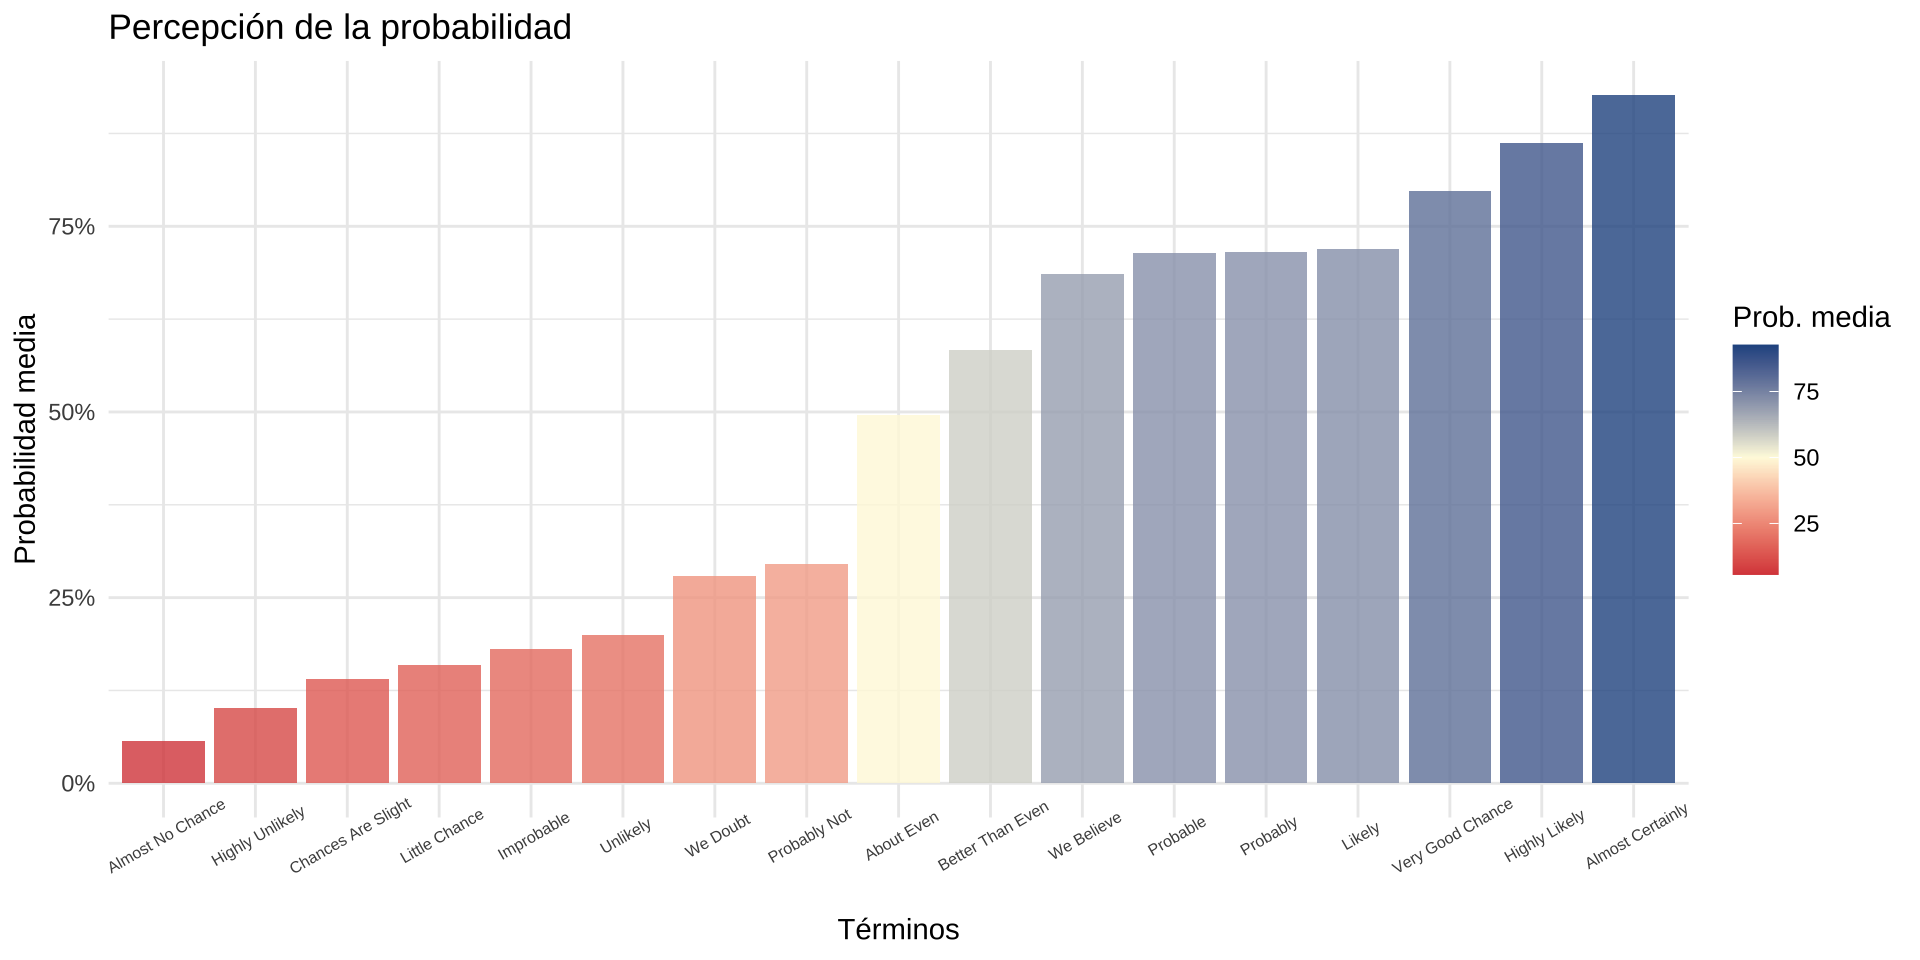 Percepción de la probabilidad
Probabilidad media
75%
50%
25%
0%
Almost No Chance
Highly Unlikely
Chances Are Slight
Little Chance
Improbable
Unlikely
We Doubt
Probably Not
About Even
Better Than Even
We Believe
Probable
Probably
Likely
Very Good Chance
Highly Likely
Almost Certainly
Términos
Prob. media
75
50
25